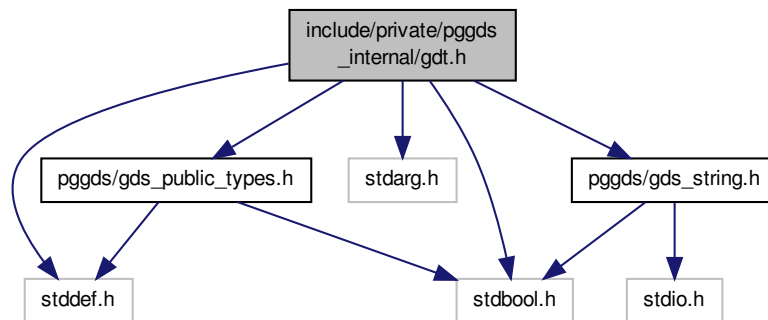 include/private/pggds
_internal/gdt.h
pggds/gds_public_types.h
stdarg.h
pggds/gds_string.h
stddef.h
stdbool.h
stdio.h